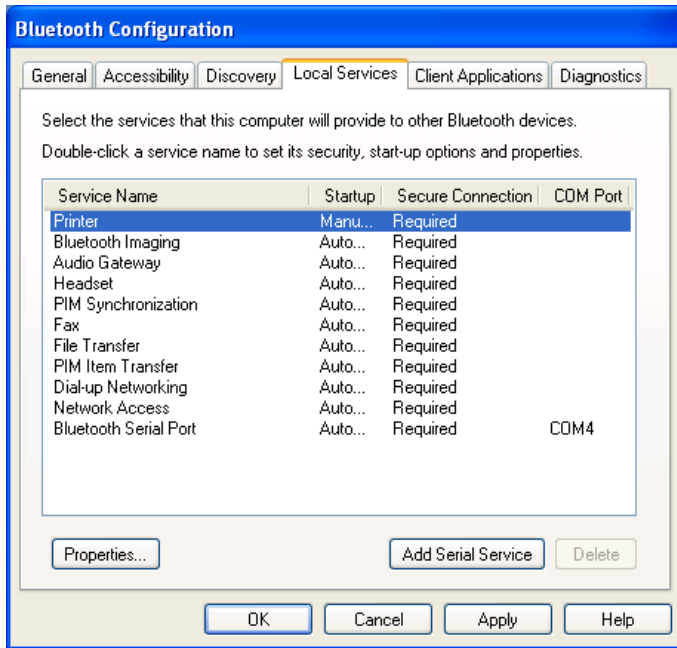 Bluetooth Configuration
General Accessibility Discovery Local Services Client Applications Diagnostics
Select the services that this computer will provide to other Bluetooth devices.
Double-click a service name to set its security, start-up options and properties.
Service Name Startup Secure Connection COM Port
Printer Manu... Required
Bluetooth Imaging Auto... Required
Audio Gateway Auto... Required
Headset Auto... Required
PIM Synchronization Auto... Required
Fax Auto... Required
File Transfer Auto... Required
PIM Item Transfer Auto... Required
Dial-up Networking Auto... Required
Network Access Auto... Required
Bluetooth Serial Port Auto... Required COM4
Properties... Add Serial Service Delete
OK Cancel Apply Help